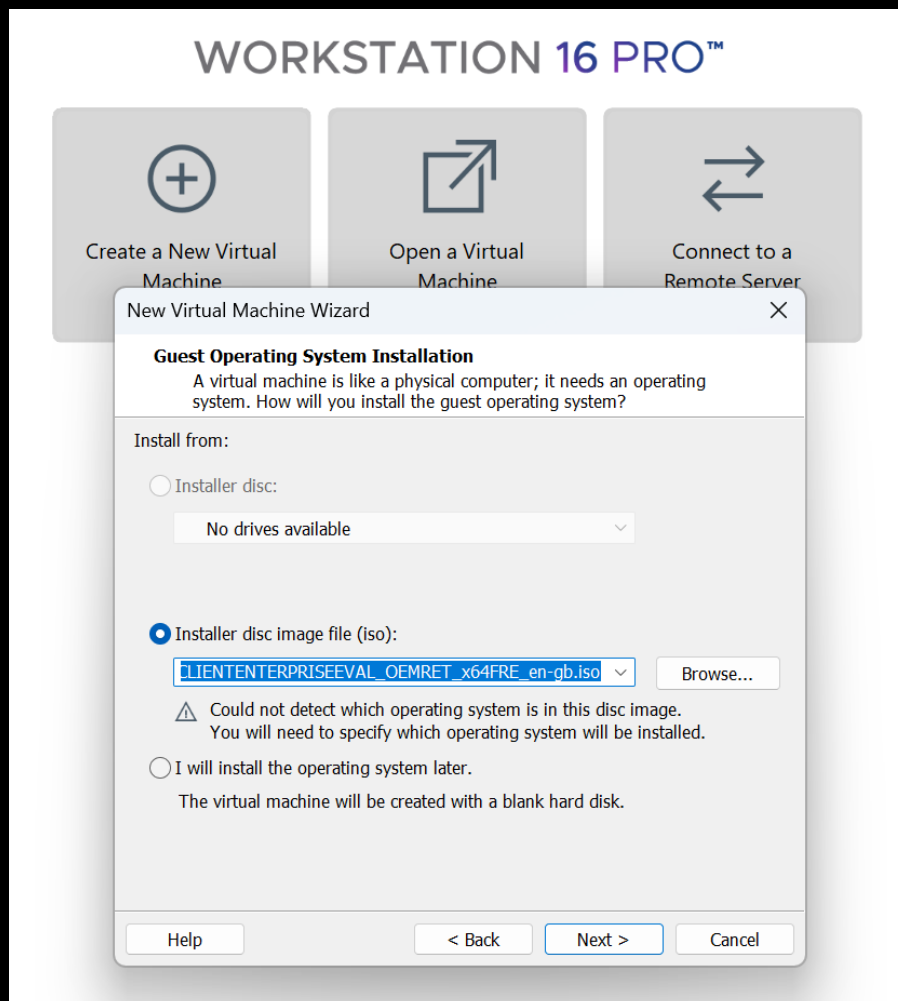 WORKSTATION 16 PRO™
Create a New Virtual
Machine
Open a Virtual
Machine
Connect to a
Remote Server
New Virtual Machine Wizard
Guest Operating System Installation
A virtual machine is like a physical computer; it needs an operating
system. How will you install the guest operating system?
Install from:
Installer disc:
No drives available
Installer disc image file (iso):
CLIENTENTERPRISEEVAL_OEMRET_x64FRE_en-gb.iso
Browse...
Could not detect which operating system is in this disc image.
You will need to specify which operating system will be installed.
I will install the operating system later.
The virtual machine will be created with a blank hard disk.
Help
< Back
Next >
Cancel